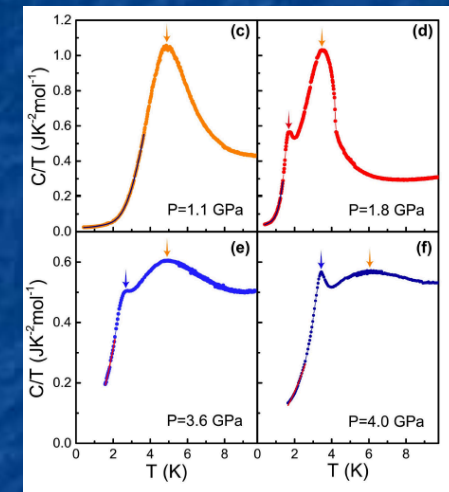 (c)
(d)
C/T (JK⁻²mol⁻¹)
1.2
1.0
0.8
0.6
0.4
0.2
0.0
P=1.1 GPa
P=1.8 GPa
(e)
(f)
C/T (JK⁻²mol⁻¹)
0.6
0.4
0.2
0.0
P=3.6 GPa
P=4.0 GPa
0 2 4 6 8 0 2 4 6 8
T (K)
T (K)